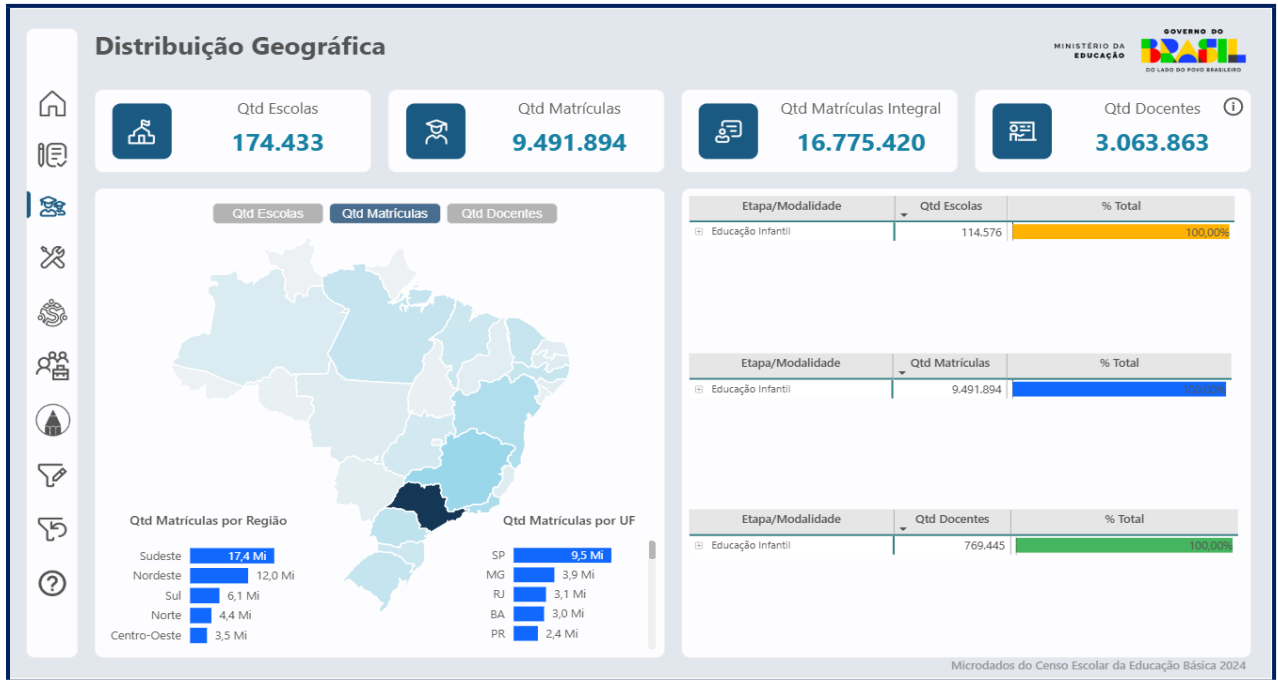 Distribuição Geográfica
MINISTÉRIO DA
EDUCAÇÃO
GOVERNO DO
BRASIL
DO LADO DO POVO BRASILEIRO
Qtd Escolas
174.433
Qtd Matrículas
9.491.894
Qtd Matrículas Integral
16.775.420
Qtd Docentes
3.063.863
Qtd Escolas
Qtd Matrículas
Qtd Docentes
Qtd Matrículas por Região
Sudeste 17,4 Mi
Nordeste 12,0 Mi
Sul 6,1 Mi
Norte 4,4 Mi
Centro-Oeste 3,5 Mi
Qtd Matrículas por UF
SP 9,5 Mi
MG 3,9 Mi
RJ 3,1 Mi
BA 3,0 Mi
PR 2,4 Mi
Etapa/Modalidade Qtd Escolas % Total
Educação Infantil 114.576 100,00%
Etapa/Modalidade Qtd Matrículas % Total
Educação Infantil 9.491.894 100,00%
Etapa/Modalidade Qtd Docentes % Total
Educação Infantil 769.445 100,00%
Microdados do Censo Escolar da Educação Básica 2024